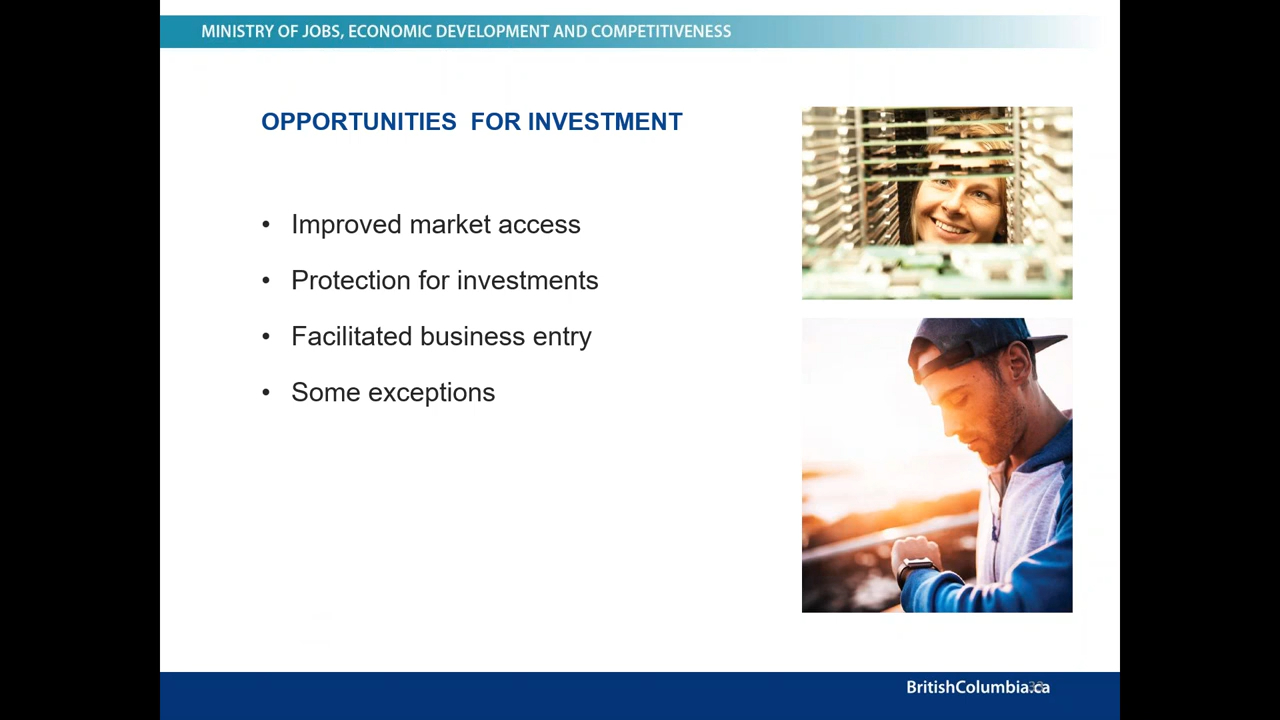 MINISTRY OF JOBS, ECONOMIC DEVELOPMENT AND COMPETITIVENESS
OPPORTUNITIES FOR INVESTMENT
• Improved market access
• Protection for investments
• Facilitated business entry
• Some exceptions
BritishColumbia.ca